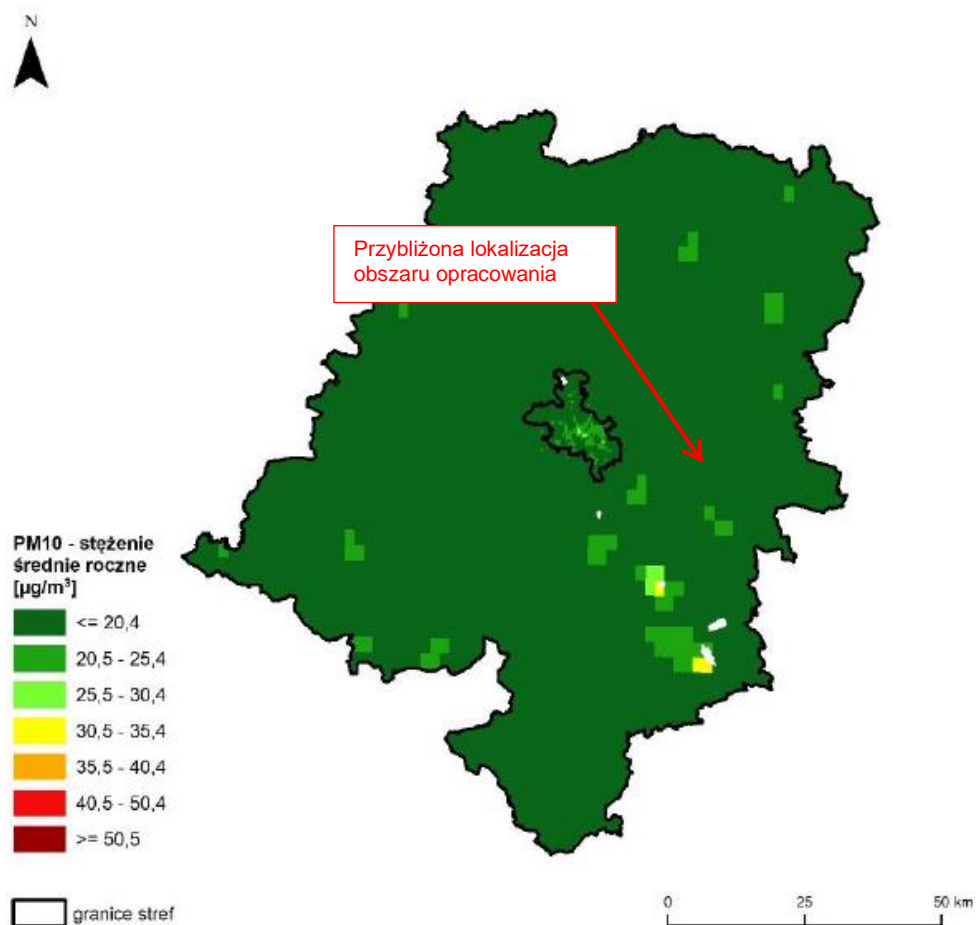 N
Przybliżona lokalizacja
obszaru opracowania
PM10 - stężenie
średnie roczne
[µg/m³]
<= 20,4
20,5 - 25,4
25,5 - 30,4
30,5 - 35,4
35,5 - 40,4
40,5 - 50,4
>= 50,5
granice stref
0 25 50 km